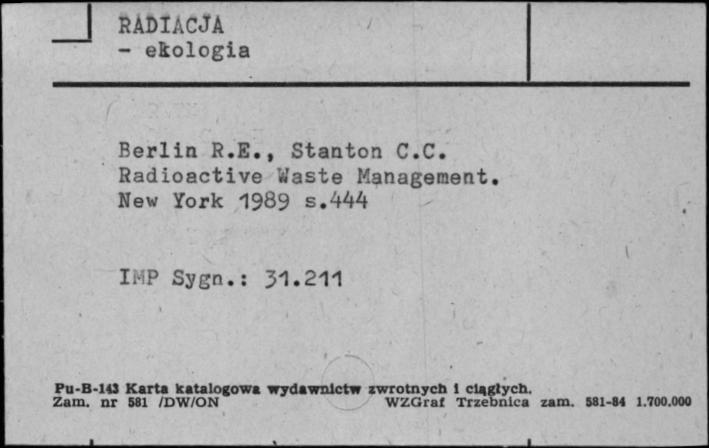 RADIACJA
- ekologia
Berlin R.E., Stanton C.C.
Radioactive Waste Management.
New York 1989 s.444
IMP Sygn.: 31.211
Pu-B-143 Karta katalogowa wydawnictw zwrotnych i ciągłych.
Zam. nr 581 /DW/ON WZGraf Trzebnica zam. 581-84 1.700.000